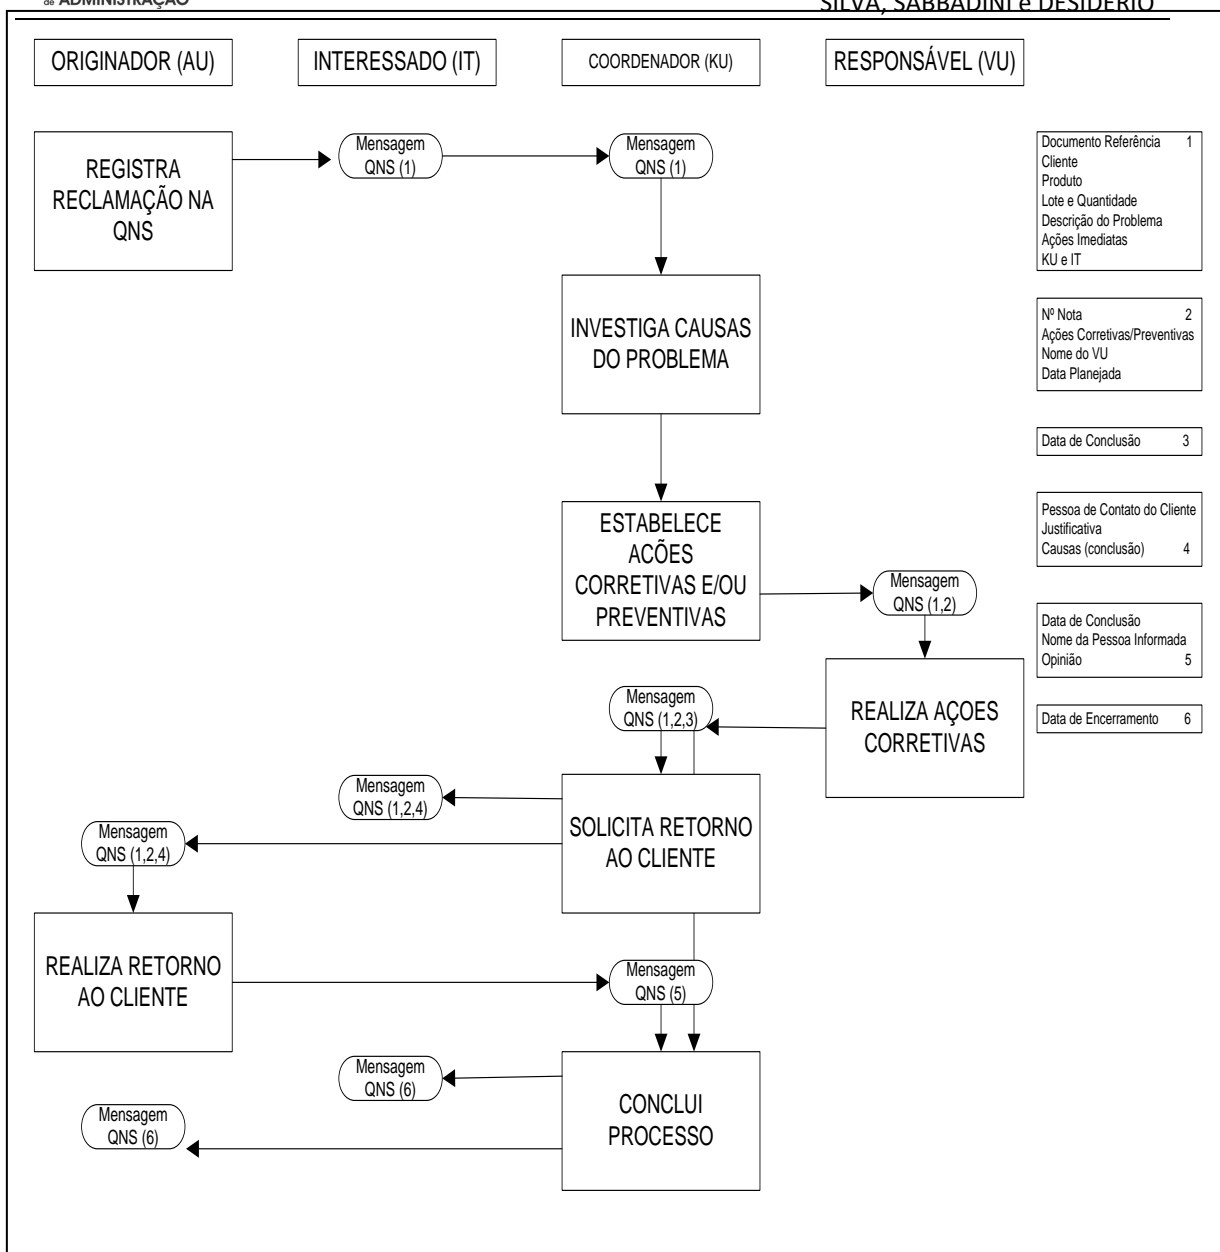 de ADMINISTRAÇÃO
SILVA, SABBADINI e DESIDÉRIO
ORIGINADOR (AU)
INTERESSADO (IT)
COORDENADOR (KU)
RESPONSÁVEL (VU)
REGISTRA
RECLAMAÇÃO NA
QNS
Mensagem
QNS (1)
Mensagem
QNS (1)
Documento Referência 1
Cliente
Produto
Lote e Quantidade
Descrição do Problema
Ações Imediatas
KU e IT
INVESTIGA CAUSAS
DO PROBLEMA
Nº Nota 2
Ações Corretivas/Preventivas
Nome do VU
Data Planejada
Data de Conclusão 3
ESTABELECE
ACÕES
CORRETIVAS E/OU
PREVENTIVAS
Pessoa de Contato do Cliente
Justificativa
Causas (conclusão) 4
Mensagem
QNS (1,2)
Data de Conclusão
Nome da Pessoa Informada
Opinião 5
REALIZA AÇOES
CORRETIVAS
Mensagem
QNS (1,2,3)
Data de Encerramento 6
Mensagem
QNS (1,2,4)
SOLICITA RETORNO
AO CLIENTE
Mensagem
QNS (1,2,4)
REALIZA RETORNO
AO CLIENTE
Mensagem
QNS (5)
Mensagem
QNS (6)
CONCLUI
PROCESSO
Mensagem
QNS (6)